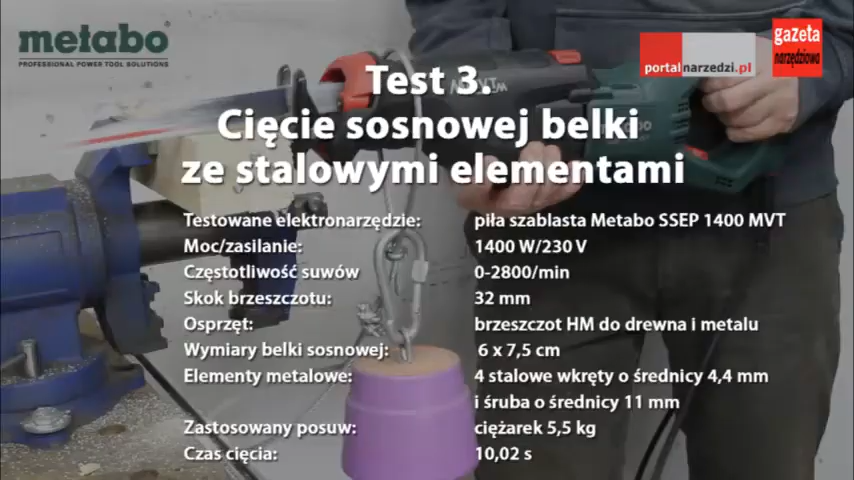 metabo
PROFESSIONAL POWER TOOL SOLUTIONS
portalnarzedzi.pl
gazeta
narzędziowa
Test 3.
Cięcie sosnowej belki
ze stalowymi elementami
Testowane elektronarzędzie: piła szablasta Metabo SSEP 1400 MVT
Moc/zasilanie: 1400 W/230 V
Częstotliwość suwów 0-2800/min
Skok brzeszczotu: 32 mm
Osprzęt: brzeszczot HM do drewna i metalu
Wymiary belki sosnowej: 6 x 7,5 cm
Elementy metalowe: 4 stalowe wkręty o średnicy 4,4 mm
i śruba o średnicy 11 mm
Zastosowany posuw: ciężarek 5,5 kg
Czas cięcia: 10,02 s